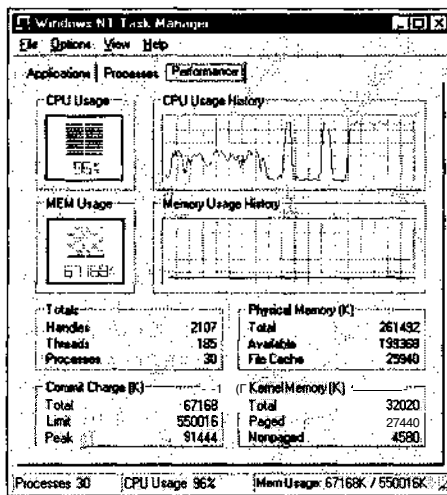 Windows NT Task Manager
File Options View Help
Applications Processes Performance
CPU Usage CPU Usage History
96%
MEM Usage Memory Usage History
67168K
Totals
Handles 2107
Threads 185
Processes 30
Physical Memory (K)
Total 261492
Available 199368
File Cache 25940
Commit Charge (K)
Total 67168
Limit 550016
Peak 91444
Kernel Memory (K)
Total 32020
Paged 27440
Nonpaged 4580
Processes 30 CPU Usage 96% Mem Usage: 67168K / 550016K